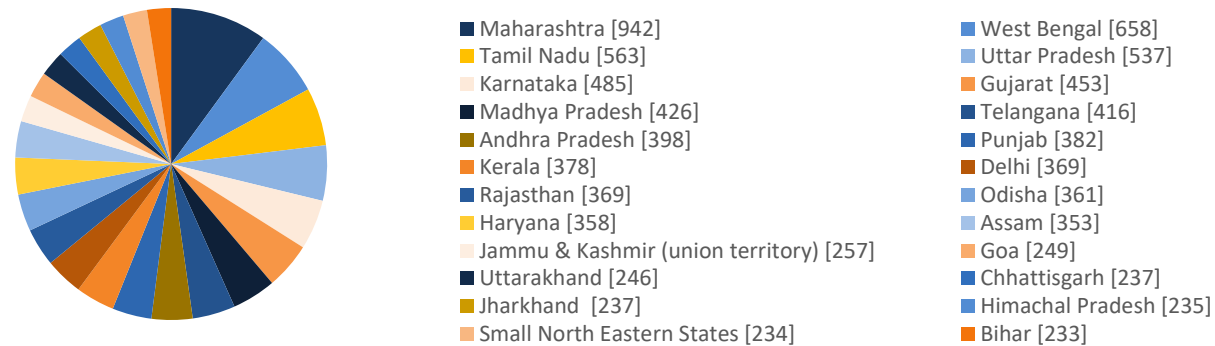 Maharashtra [942]
West Bengal [658]
Tamil Nadu [563]
Uttar Pradesh [537]
Karnataka [485]
Gujarat [453]
Madhya Pradesh [426]
Telangana [416]
Andhra Pradesh [398]
Punjab [382]
Kerala [378]
Delhi [369]
Rajasthan [369]
Odisha [361]
Haryana [358]
Assam [353]
Jammu & Kashmir (union territory) [257]
Goa [249]
Uttarakhand [246]
Chhattisgarh [237]
Jharkhand [237]
Himachal Pradesh [235]
Small North Eastern States [234]
Bihar [233]